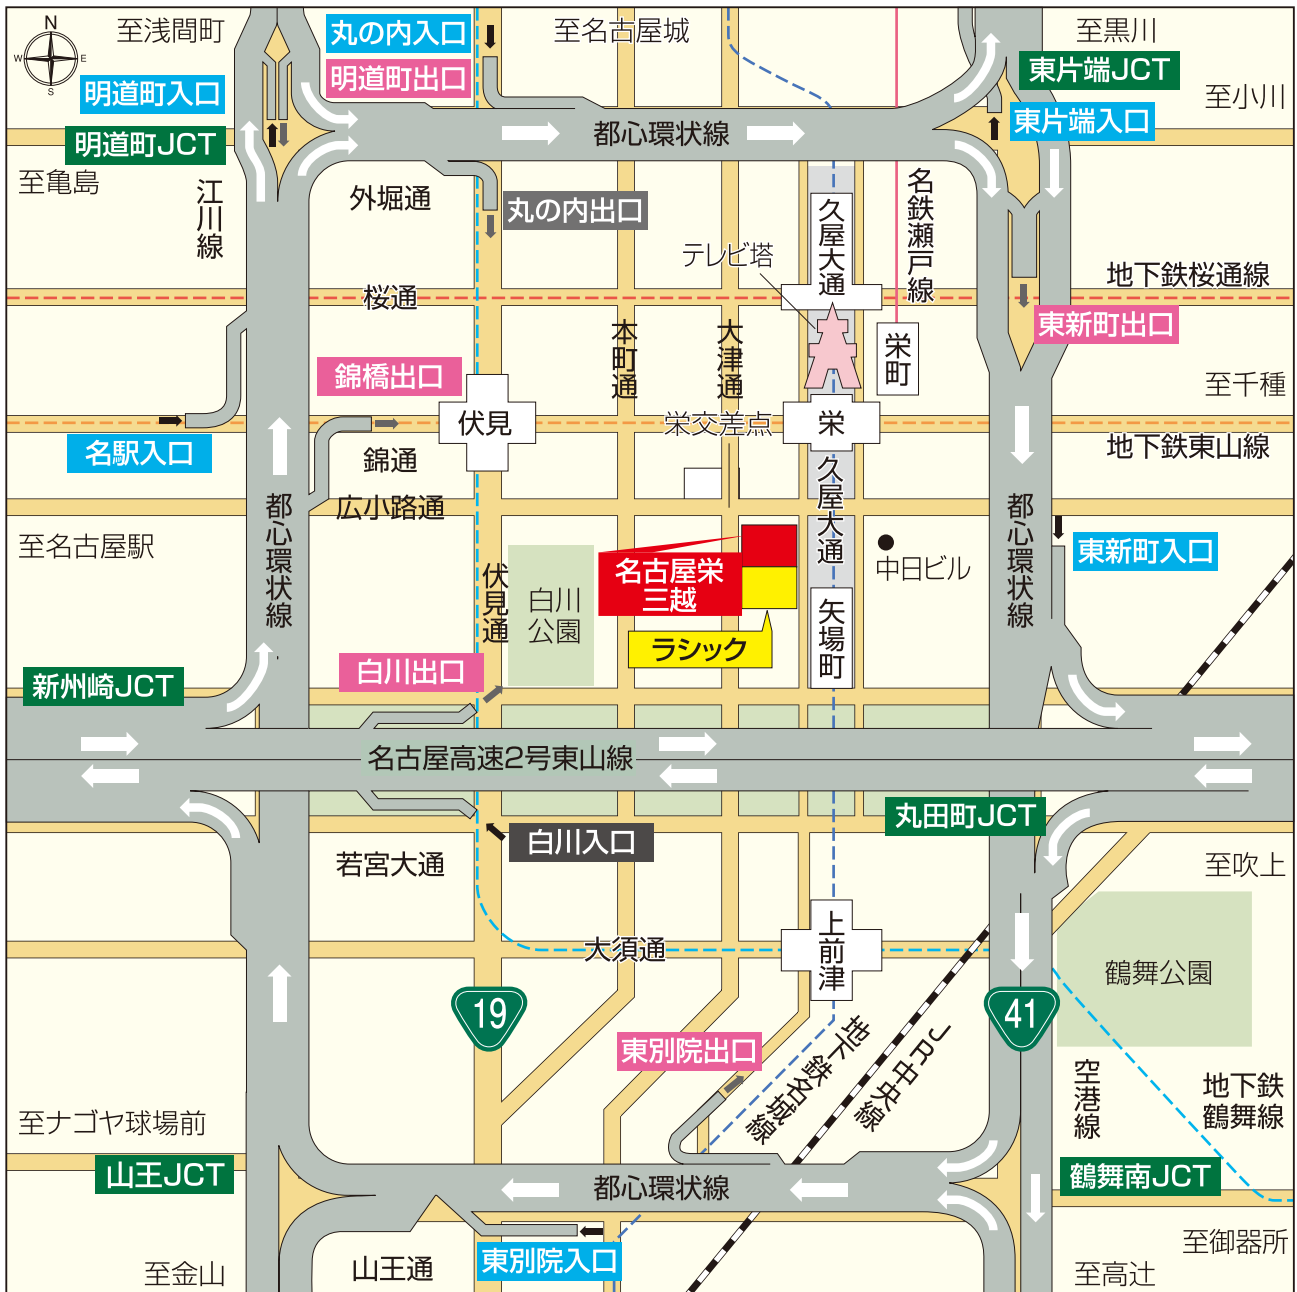 N
W
E
S
至浅間町
丸の内入口
明道町出口
至名古屋城
至黒川
東片端JCT
至小川
明道町入口
東片端入口
明道町JCT
都心環状線
至亀島
江川線
外堀通
丸の内出口
久屋大通
名鉄瀬戸線
テレビ塔
地下鉄桜通線
桜通
東新町出口
本町通
大津通
栄町
錦橋出口
至千種
伏見
栄交差点
栄
名駅入口
錦通
地下鉄東山線
広小路通
都心環状線
久屋大通
都心環状線
至名古屋駅
東新町入口
中日ビル
伏見通
白川
公園
名古屋栄
三越
矢場町
ラシック
新州崎JCT
白川出口
名古屋高速2号東山線
丸田町JCT
白川入口
若宮大通
至吹上
上前津
大須通
鶴舞公園
19
41
東別院出口
地下鉄名城線
JR中央線
空港線
地下鉄
鶴舞線
至ナゴヤ球場前
山王JCT
都心環状線
鶴舞南JCT
至御器所
東別院入口
山王通
至金山
至高辻